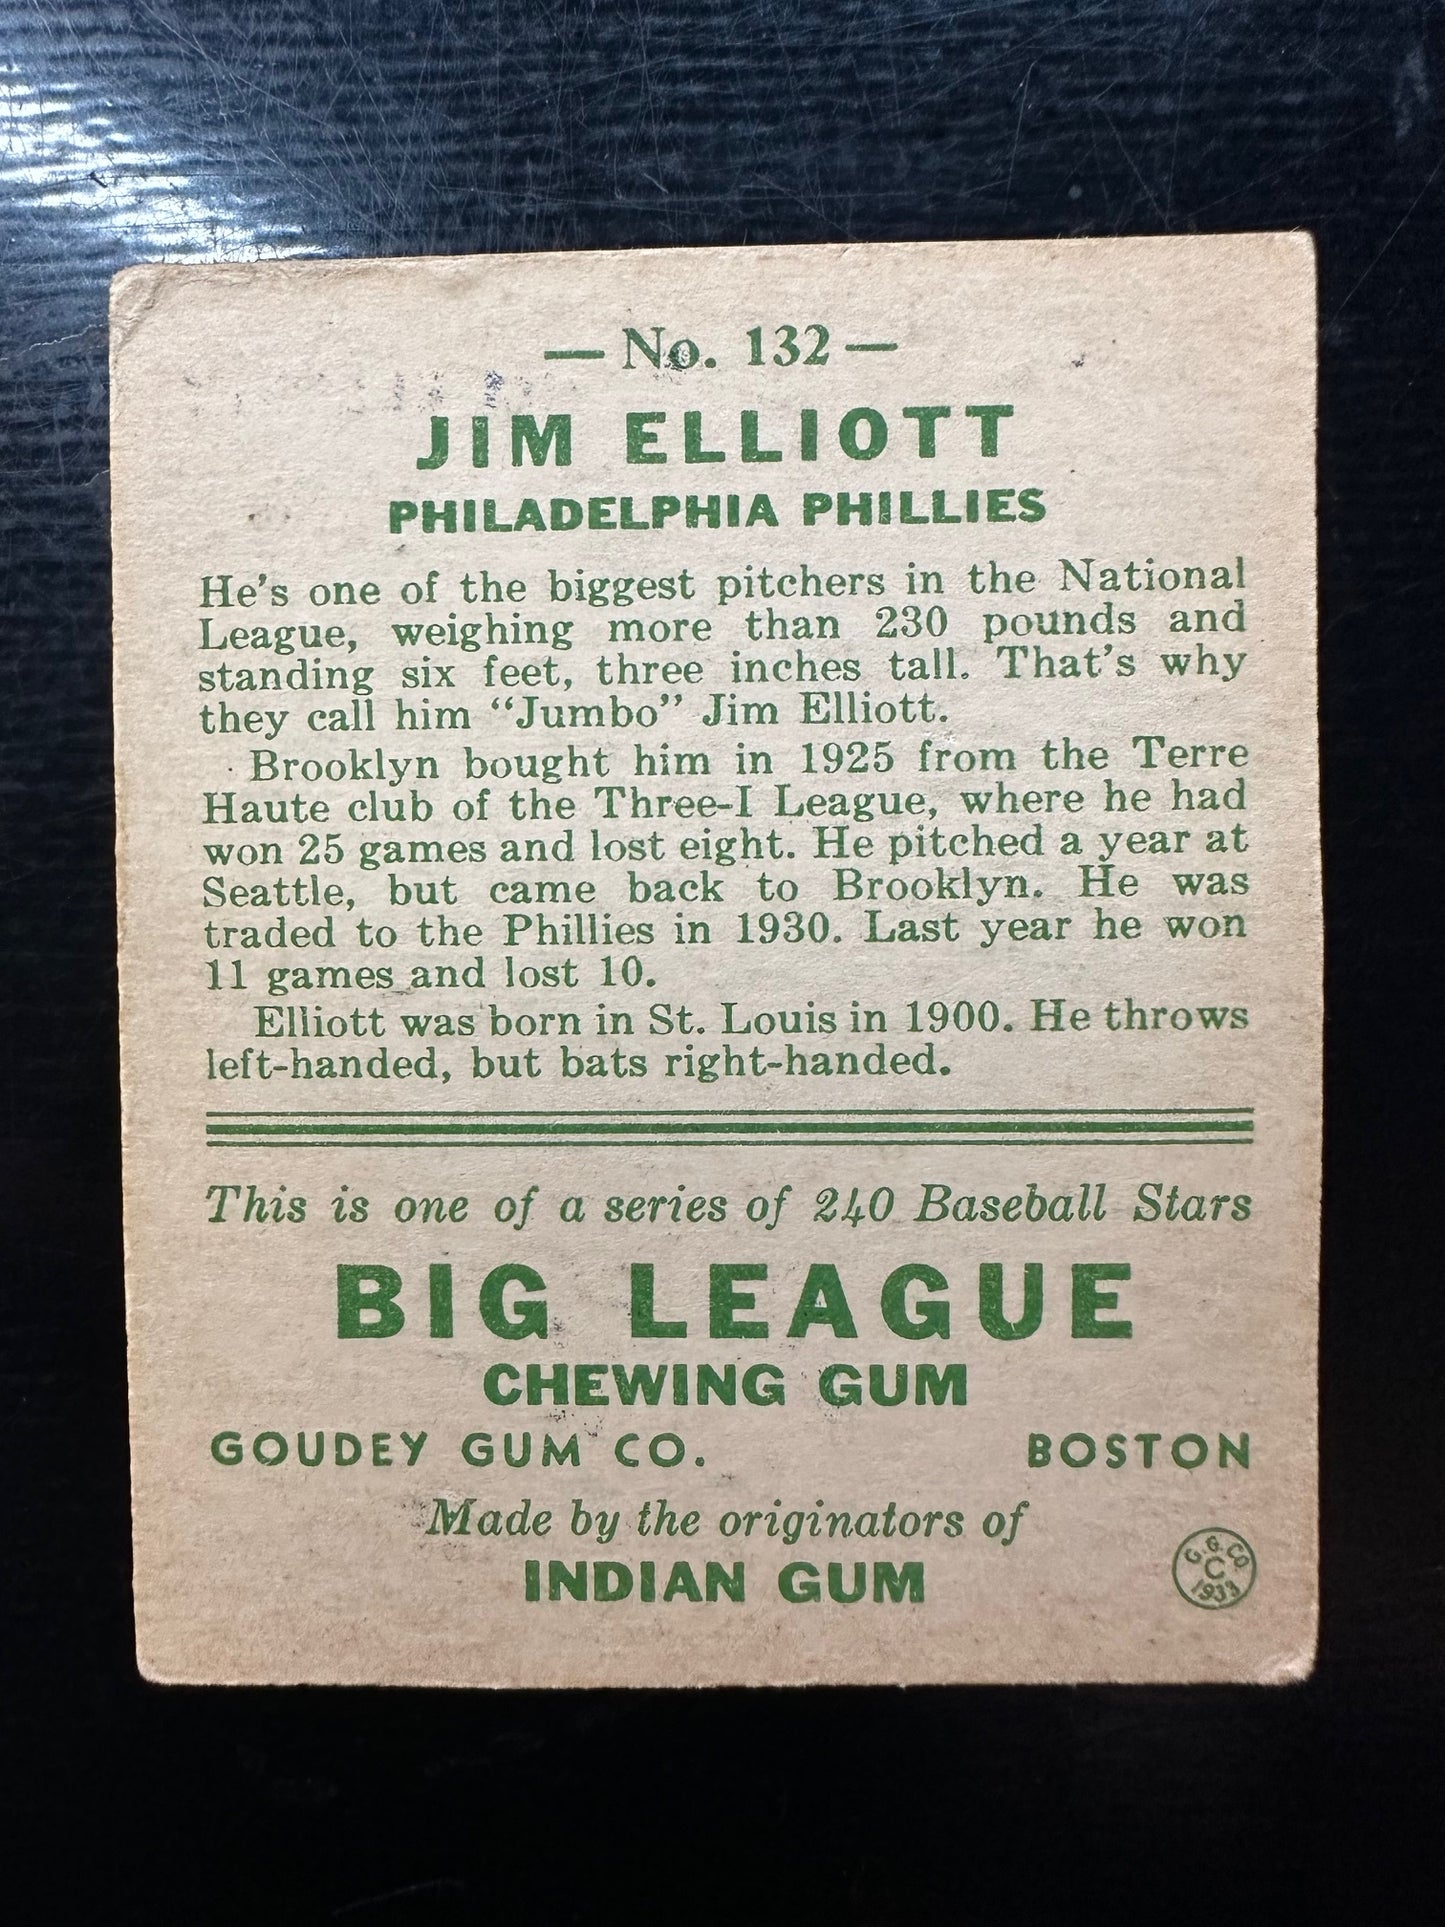 — No. 132 —
JIM ELLIOTT
PHILADELPHIA PHILLIES
He's one of the biggest pitchers in the National
League, weighing more than 230 pounds and
standing six feet, three inches tall. That's why
they call him "Jumbo" Jim Elliott.
Brooklyn bought him in 1925 from the Terre
Haute club of the Three-I League, where he had
won 25 games and lost eight. He pitched a year at
Seattle, but came back to Brooklyn. He was
traded to the Phillies in 1930. Last year he won
11 games and lost 10.
Elliott was born in St. Louis in 1900. He throws
left-handed, but bats right-handed.
This is one of a series of 240 Baseball Stars
BIG LEAGUE
CHEWING GUM
GOUDEY GUM CO. BOSTON
Made by the originators of
INDIAN GUM
G. G. CO
C
1933